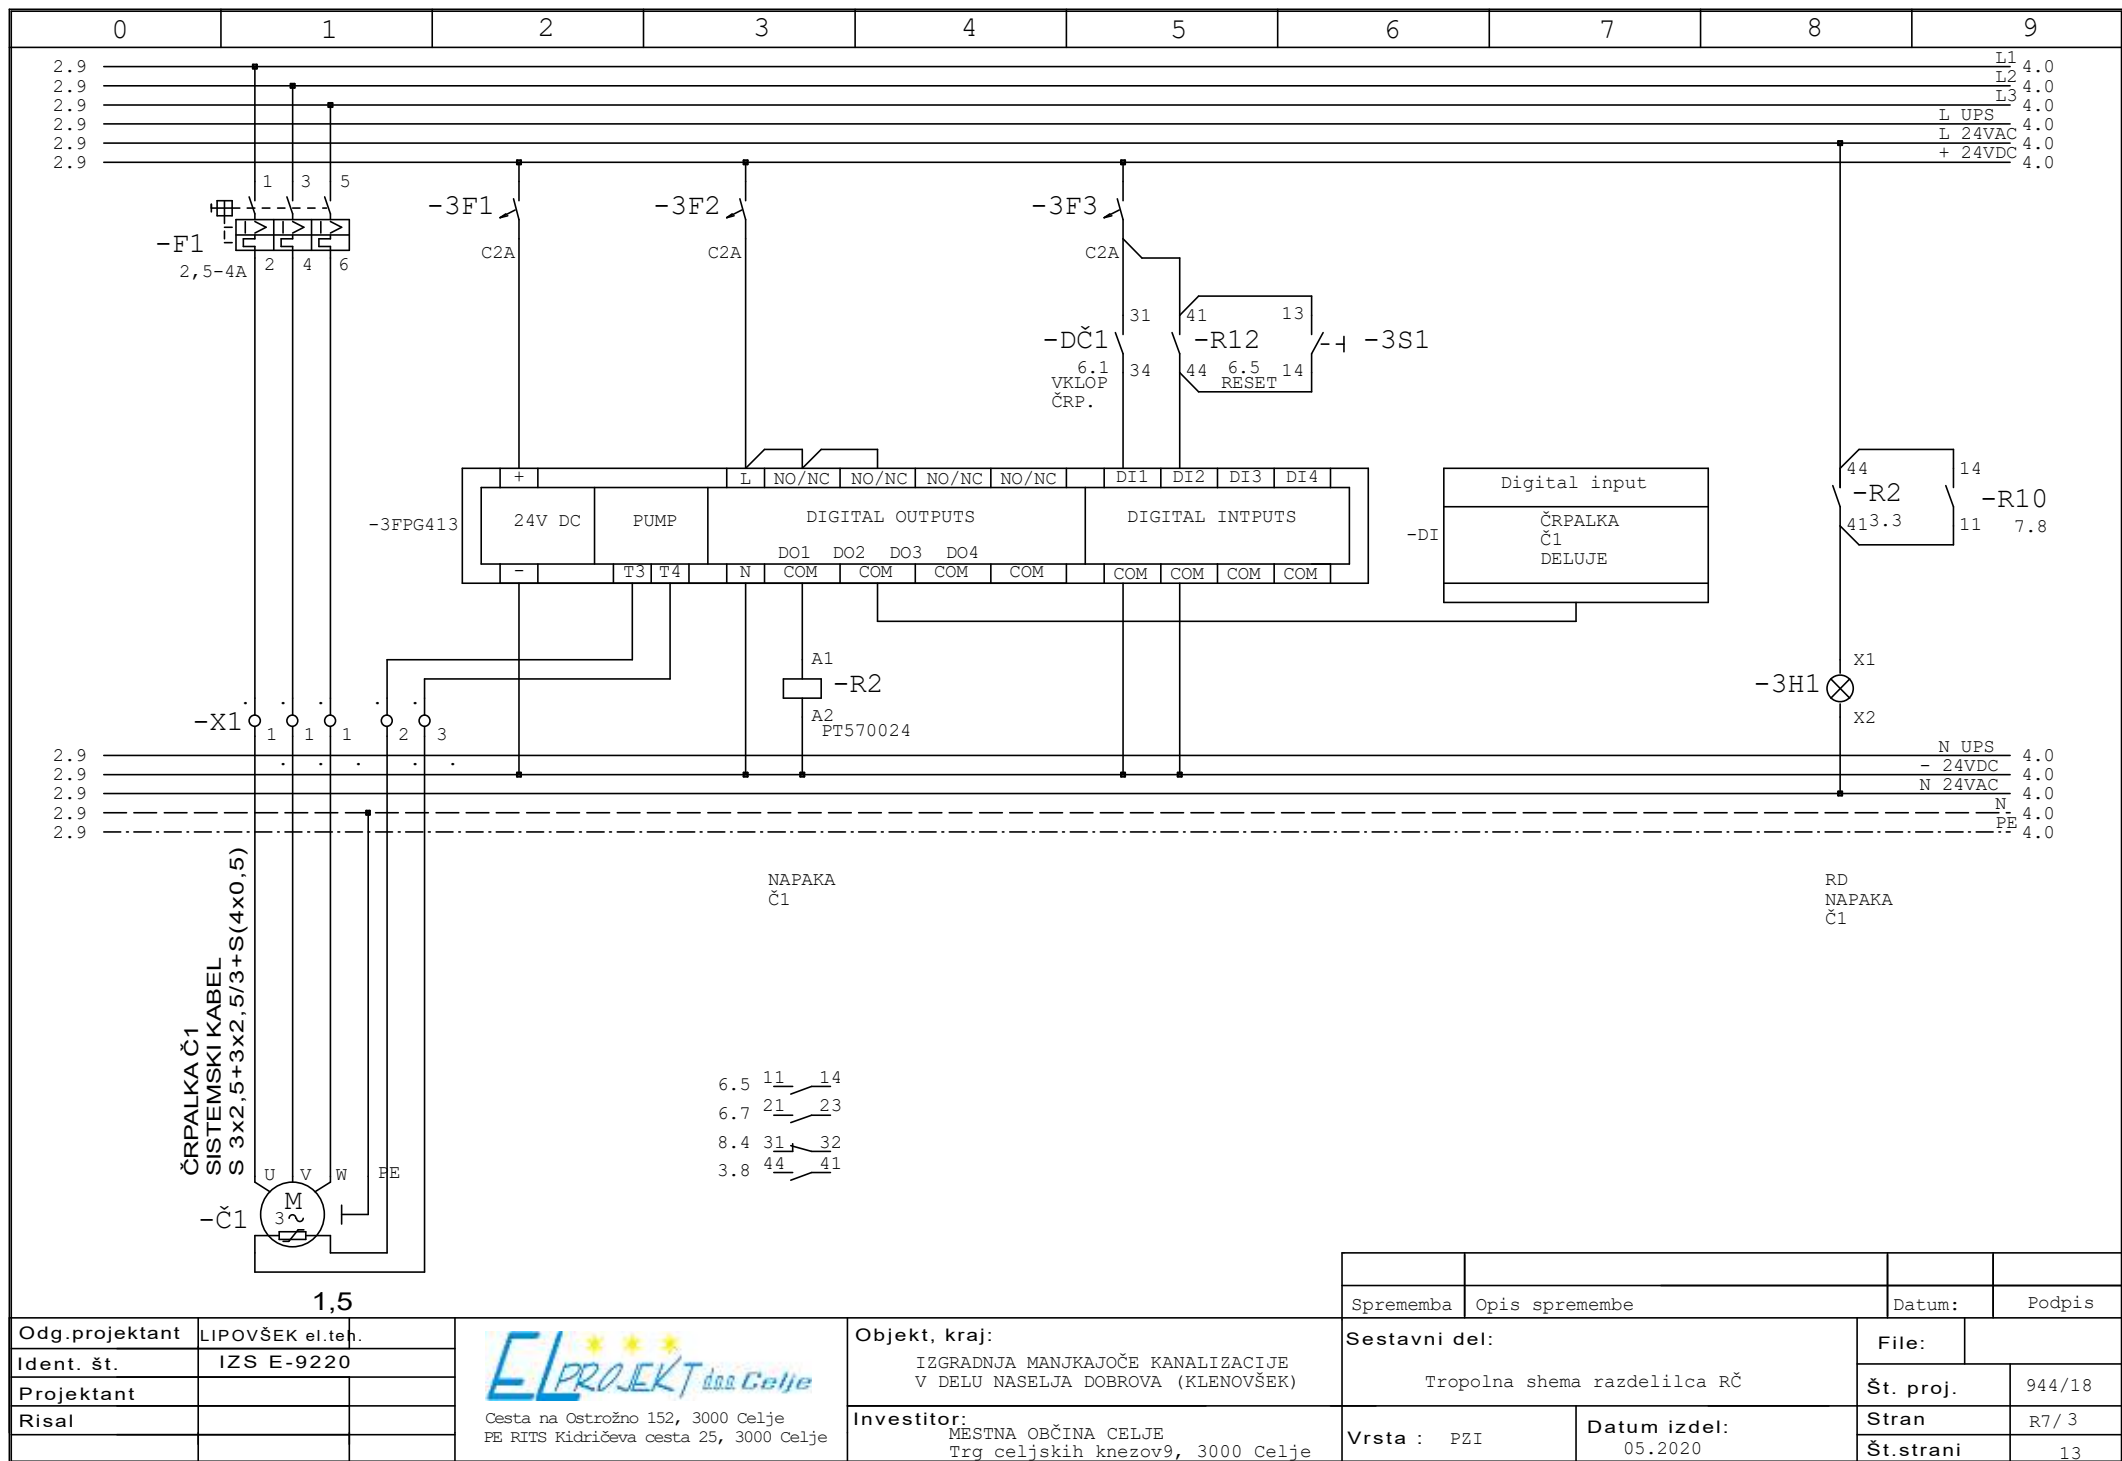 0 1 2 3 4 5 6 7 8 9
2.9 L1 4.0
2.9 L2 4.0
2.9 L3 4.0
2.9 L UPS 4.0
2.9 L 24VAC 4.0
2.9 + 24VDC 4.0
1 3 5
-F1
2,5-4A
2 4 6
-3F1
C2A
-3F2
C2A
-3F3
C2A
31 41 13
-DČ1 -R12 -3S1
6.1 34 44 6.5 14
VKLOP RESET
ČRP.
+ L NO/NC NO/NC NO/NC NO/NC DI1 DI2 DI3 DI4
-3FPG413
24V DC PUMP DIGITAL OUTPUTS DIGITAL INTPUTS
DO1 DO2 DO3 DO4
- T3 T4 N COM COM COM COM COM COM COM COM
-DI
Digital input
ČRPALKA
Č1
DELUJE
44 14
-R2 -R10
41 3.3 11 7.8
A1
-R2
A2
PT570024
X1
-3H1
X2
-X1
1 1 1 2 3
2.9 N UPS 4.0
2.9 - 24VDC 4.0
2.9 N 24VAC 4.0
2.9 N 4.0
2.9 PE 4.0
NAPAKA
Č1
RD
NAPAKA
Č1
ČRPALKA Č1
SISTEMSKI KABEL
S 3x2,5+3x2,5/3+S(4x0,5)
6.5 11 14
6.7 21 23
8.4 31 32
3.8 44 41
U V W PE
M
3~
-Č1
1,5
Sprememba Opis spremembe Datum: Podpis
Odg.projektant LIPOVŠEK el.teh.
Ident. št. IZS E-9220
Projektant
Risal
ELPROJEKT d.o.o. Celje
Cesta na Ostrožno 152, 3000 Celje
PE RITS Kidričeva cesta 25, 3000 Celje
Objekt, kraj:
IZGRADNJA MANJKAJOČE KANALIZACIJE
V DELU NASELJA DOBROVA (KLENOVŠEK)
Investitor:
MESTNA OBČINA CELJE
Trg celjskih knezov9, 3000 Celje
Sestavni del:
Tropolna shema razdelilca RČ
Vrsta : PZI
Datum izdel:
05.2020
File:
Št. proj. 944/18
Stran R7/ 3
Št.strani 13